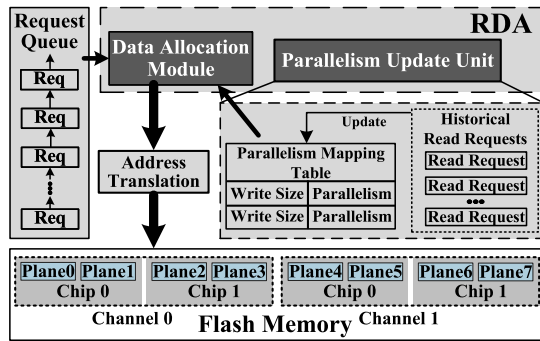 Request
Queue
Req
Req
Req
Req
RDA
Data Allocation
Module
Parallelism Update Unit
Address
Translation
Update
Parallelism Mapping
Table
Write Size Parallelism
Write Size Parallelism
Historical
Read Requests
Read Request
Read Request
Read Request
Plane0 Plane1 Plane2 Plane3 Plane4 Plane5 Plane6 Plane7
Chip 0 Chip 1 Chip 0 Chip 1
Channel 0 Channel 1
Flash Memory